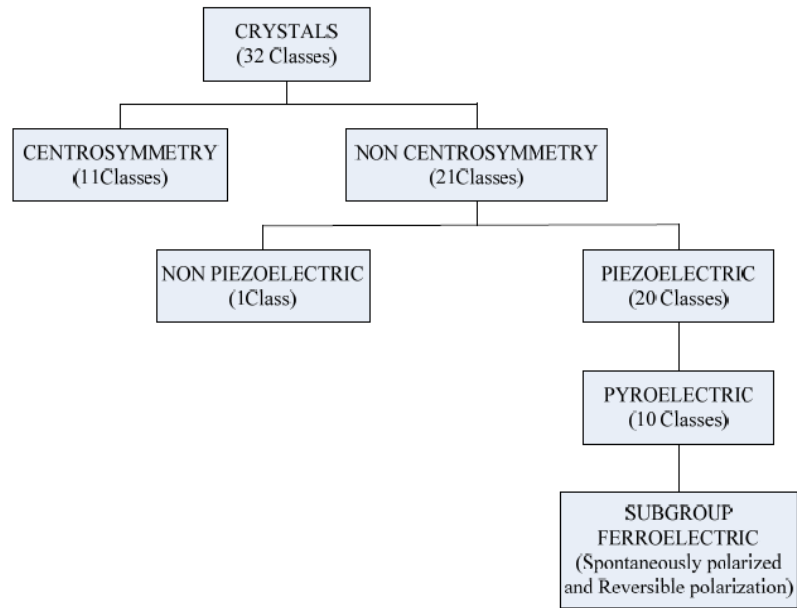 CRYSTALS
(32 Classes)
CENTROSYMMETRY
(11Classes)
NON CENTROSYMMETRY
(21Classes)
NON PIEZOELECTRIC
(1Class)
PIEZOELECTRIC
(20 Classes)
PYROELECTRIC
(10 Classes)
SUBGROUP
FERROELECTRIC
(Spontaneously polarized
and Reversible polarization)